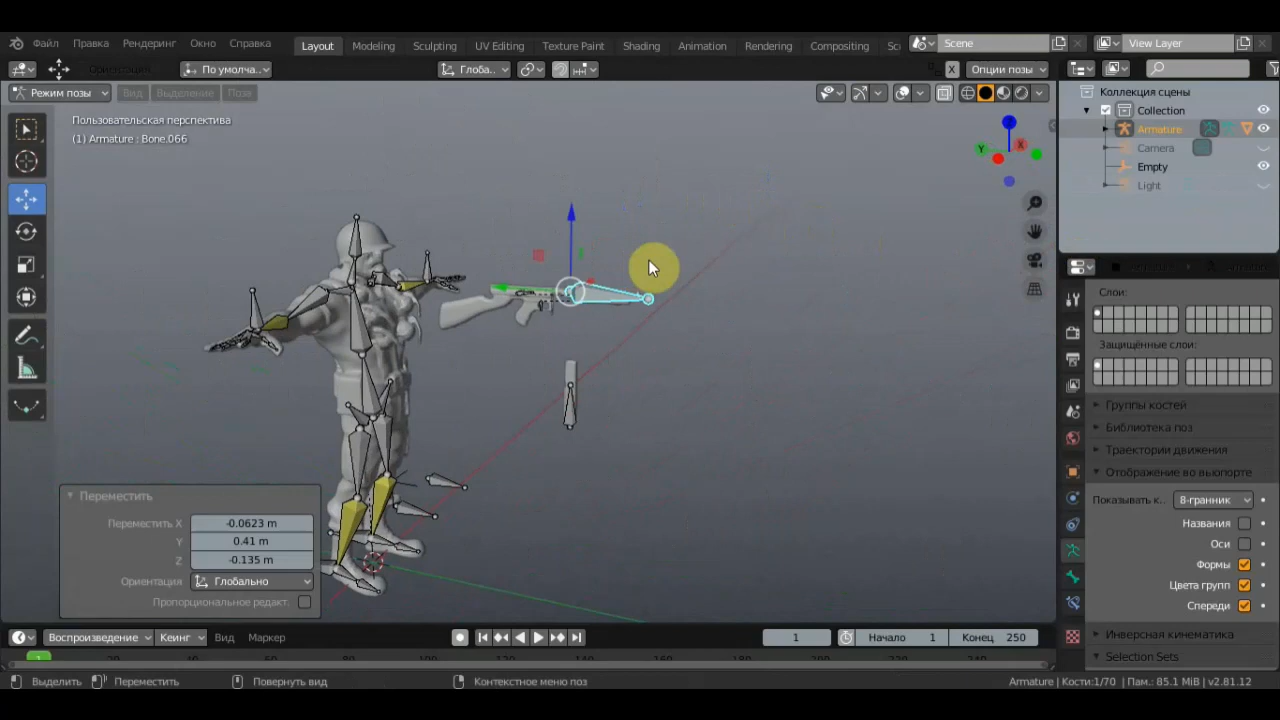 Файл Правка Рендеринг Окно Справка Layout Modeling Sculpting UV Editing Texture Paint Shading Animation Rendering Compositing Sc Scene View Layer
По умолча.. Глоба.. X Опции позы
Режим позы Вид Выделение Поза
Пользовательская перспектива
(1) Armature : Bone.066
Y X
Коллекция сцены
Collection
Armature
Camera
Empty
Light
Слои:
Защищённые слои:
Группы костей
Библиотека поз
Траектории движения
Отображение во вьюпорте
Показывать к.. 8-гранник
Названия
Оси
Формы
Цвета групп
Спереди
Инверсная кинематика
Selection Sets
Переместить
Переместить X -0.0623 m
Y 0.41 m
Z -0.135 m
Ориентация Глобально
Пропорциональное редакт.
Воспроизведение Кеинг Вид Маркер 1 Начало 1 Конец 250
1
Выделить Переместить Повернуть вид Контекстное меню поз Armature | Кости:1/70 | Пам.: 85.1 MiB | v2.81.12